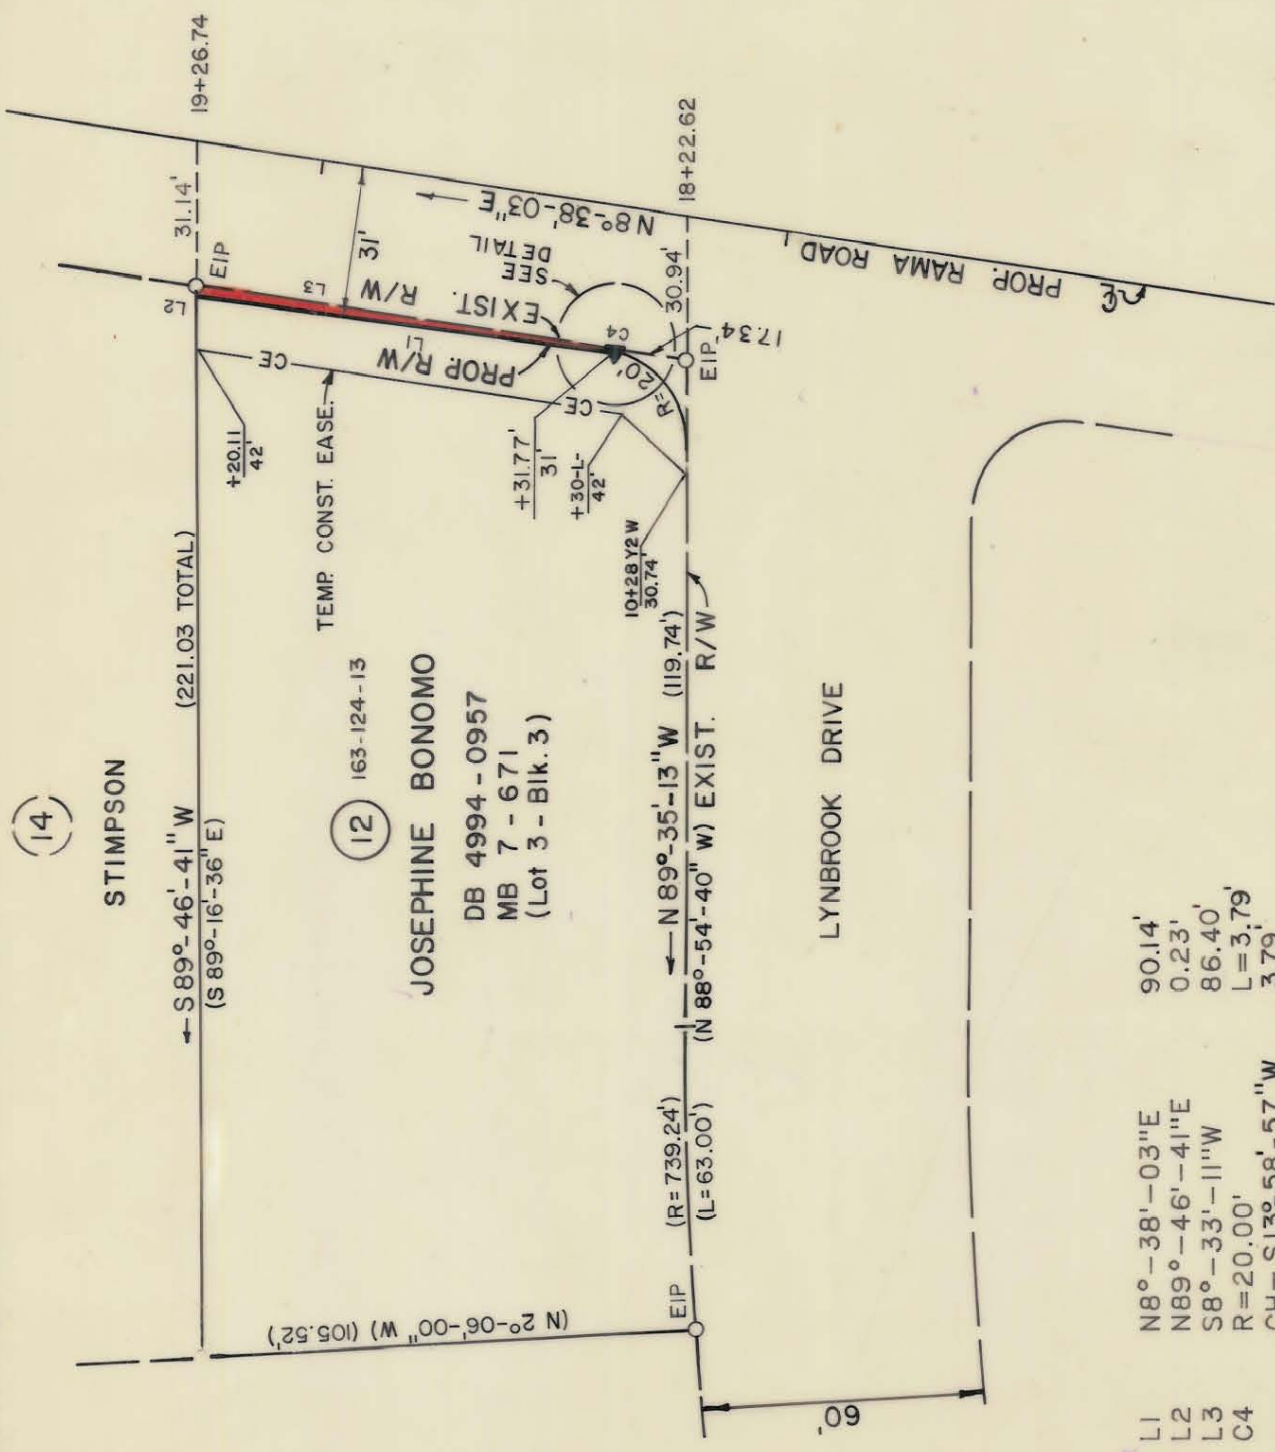 14
STIMPSON
S 89°-46'-41" W (221.03 TOTAL)
(S 89°-16'-36" E)
12 163-124-13
JOSEPHINE BONOMO
DB 4994 - 0957
MB 7 - 671
(Lot 3 - Blk. 3)
TEMP. CONST. EASE.
+20.11
42'
CE
CE
L2
EIP
31.14'
19+26.74
L3
31'
L1
PROP. R/W
EXIST. R/W
SEE
DETAIL
N 8°-38'-03" E
C4
30.94'
18+22.62
R=20'
EIP
17.34'
PROP. RAMA ROAD
+31.77'
31'
+30-L-
42'
10+28 Y2 W
30.74'
N 89°-35'-13" W (119.74')
(N 88°-54'-40" W) EXIST. R/W
(R=739.24')
(L=63.00')
EIP
(N 2°-06'-00" W) (105.52')
60'
LYNBROOK DRIVE
L1 N8°-38'-03"E 90.14'
L2 N89°-46'-41"E 0.23'
L3 S8°-33'-11"W 86.40'
C4 R=20.00' L=3.79'
CH= S13°-58'-57"W 3.79'